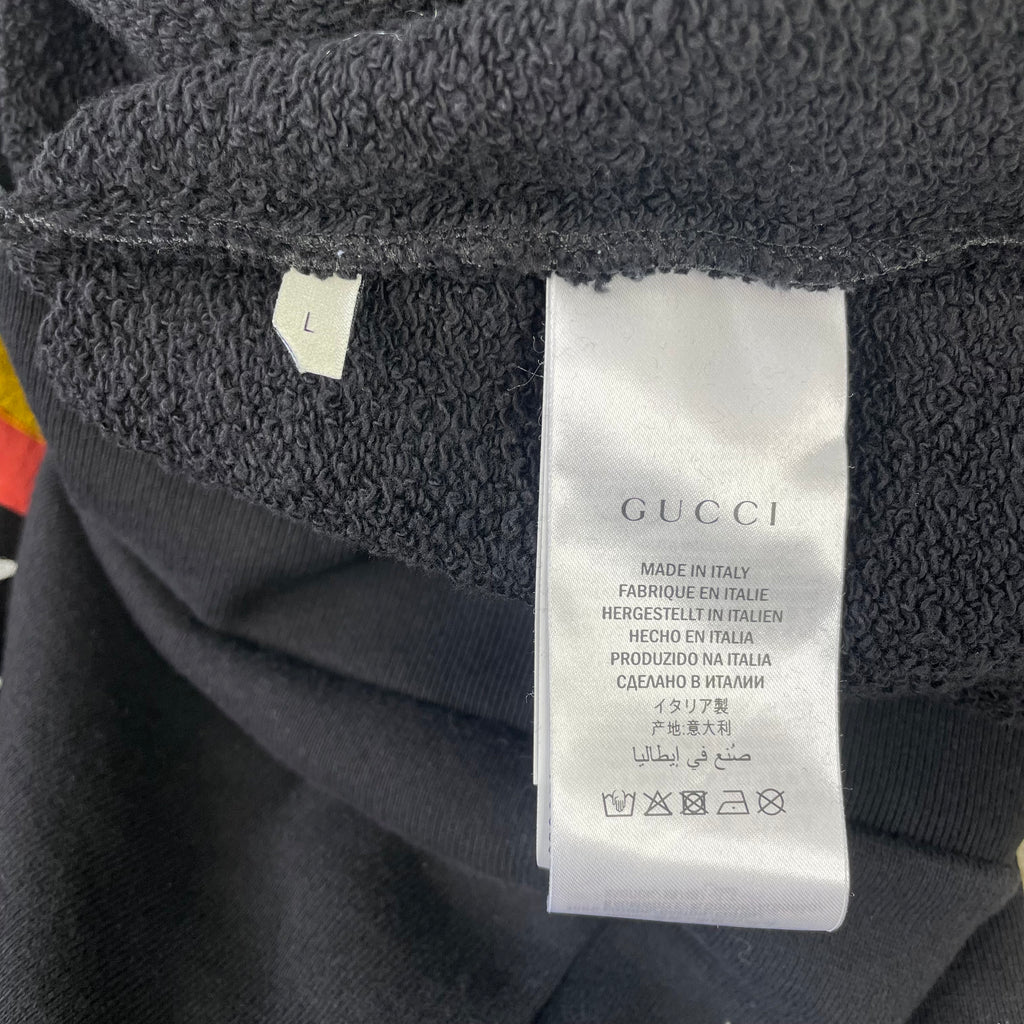 L
GUCCI
MADE IN ITALY
FABRIQUE EN ITALIE
HERGESTELLT IN ITALIEN
HECHO EN ITALIA
PRODUZIDO NA ITALIA
СДЕЛАНО В ИТАЛИИ
イタリア製
产地:意大利
صُنع في إيطاليا